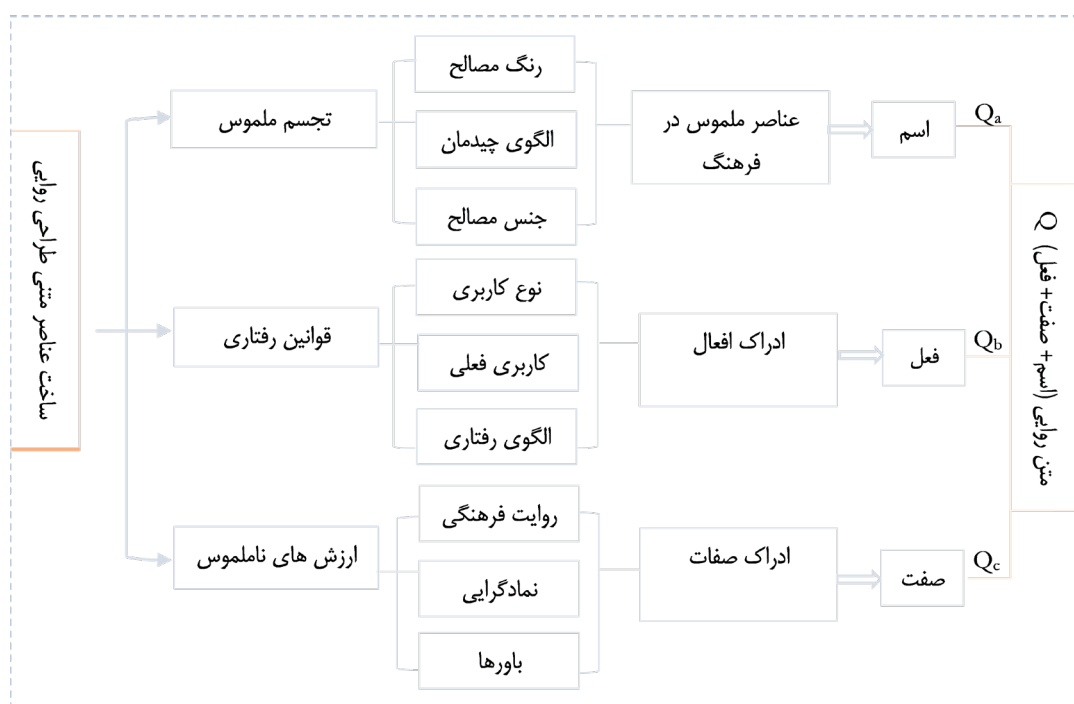 ساخت عناصر متنی طراحی روایی
تجسم ملموس
رنگ مصالح
الگوی چیدمان
جنس مصالح
عناصر ملموس در
فرهنگ
اسم
Qa
قوانین رفتاری
نوع کاربری
کاربری فعلی
الگوی رفتاری
ادراک افعال
فعل
Qb
ارزش های ناملموس
روایت فرهنگی
نمادگرایی
باورها
ادراک صفات
صفت
Qc
متن روایی (اسم+ صفت+ فعل) Q